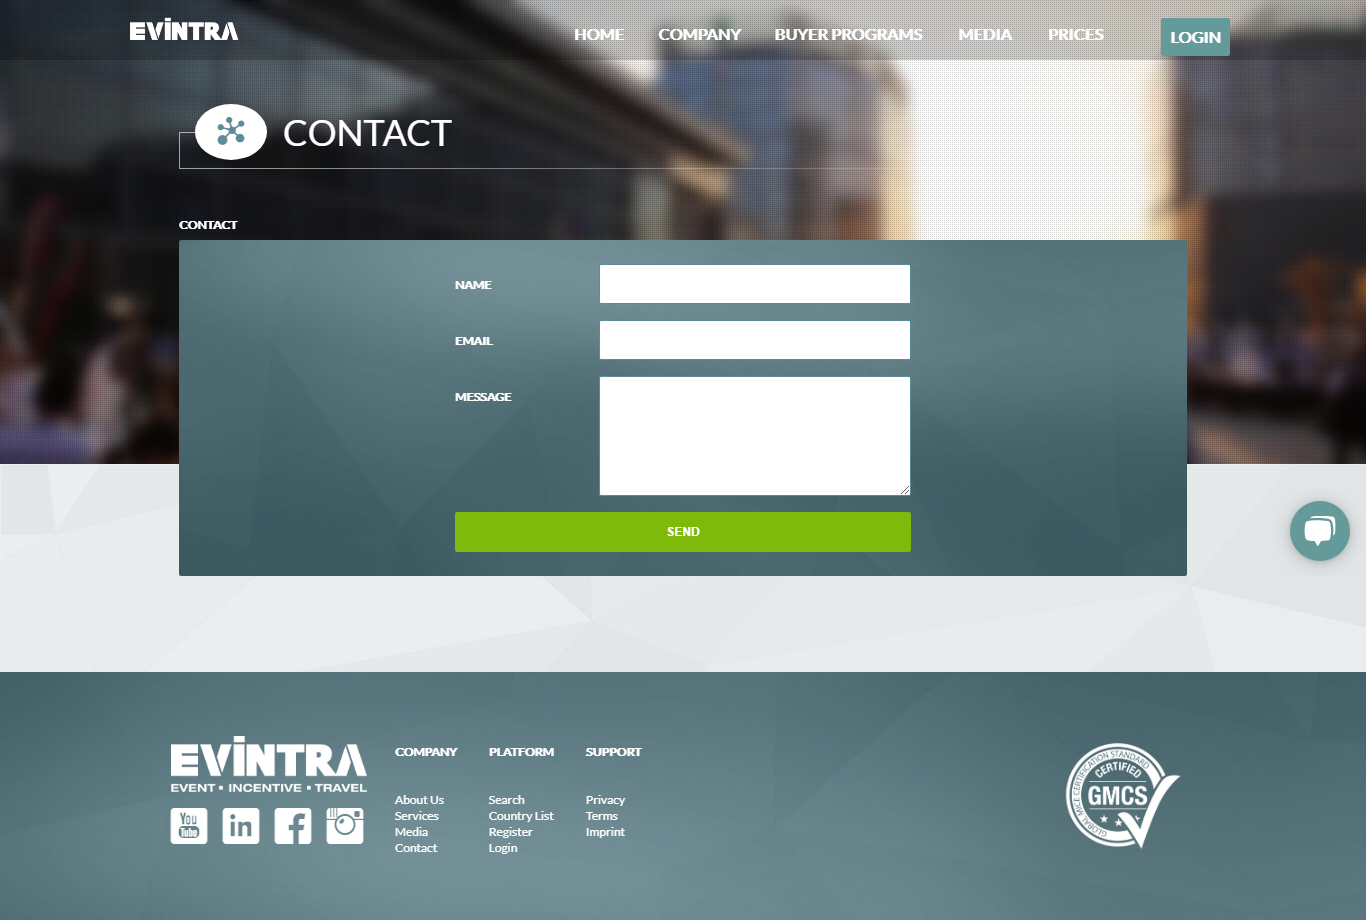 EVINTRA
HOME COMPANY BUYER PROGRAMS MEDIA PRICES LOGIN
CONTACT
CONTACT
NAME
EMAIL
MESSAGE
SEND
EVINTRA
EVENT • INCENTIVE • TRAVEL
You
Tube
in
f
COMPANY
About Us
Services
Media
Contact
PLATFORM
Search
Country List
Register
Login
SUPPORT
Privacy
Terms
Imprint
GLOBAL MICE CERTIFICATION STANDARD
CERTIFIED
GMCS